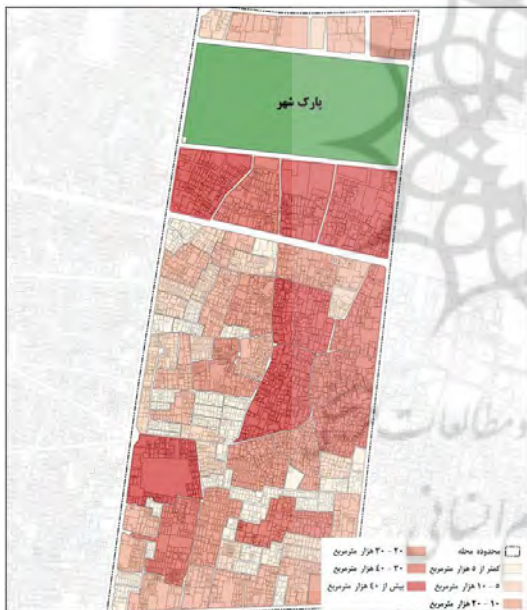 پارک شهر
و مطالعات
محدوده محله
کمتر از ۵ هزار مترمربع
۵ - ۱۰ هزار مترمربع
۱۰ - ۲۰ هزار مترمربع
۲۰ - ۳۰ هزار مترمربع
۳۰ - ۴۰ هزار مترمربع
بیش از ۴۰ هزار مترمربع